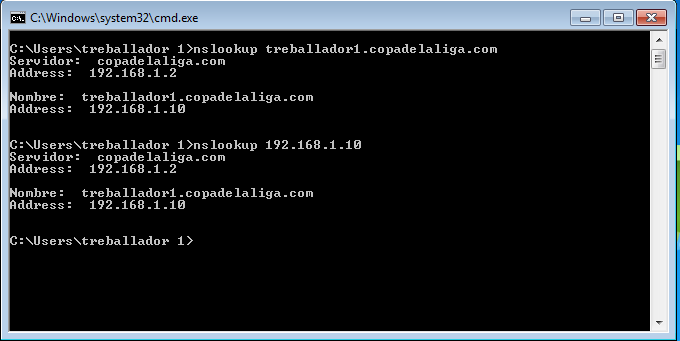 C:\Windows\system32\cmd.exe
C:\Users\treballador 1>nslookup treballador1.copadelaliga.com
Servidor:  copadelaliga.com
Address:  192.168.1.2
Nombre:  treballador1.copadelaliga.com
Address:  192.168.1.10
C:\Users\treballador 1>nslookup 192.168.1.10
Servidor:  copadelaliga.com
Address:  192.168.1.2
Nombre:  treballador1.copadelaliga.com
Address:  192.168.1.10
C:\Users\treballador 1>